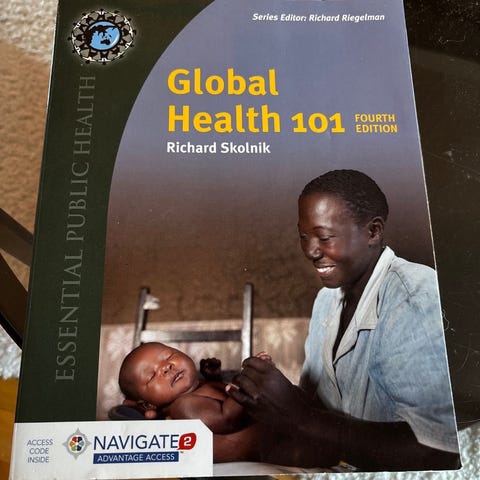 Series Editor: Richard Riegelman
Global
Health 101 FOURTH
EDITION
Richard Skolnik
ESSENTIAL PUBLIC HEALTH
ACCESS
CODE
INSIDE
NAVIGATE 2
ADVANTAGE ACCESS™